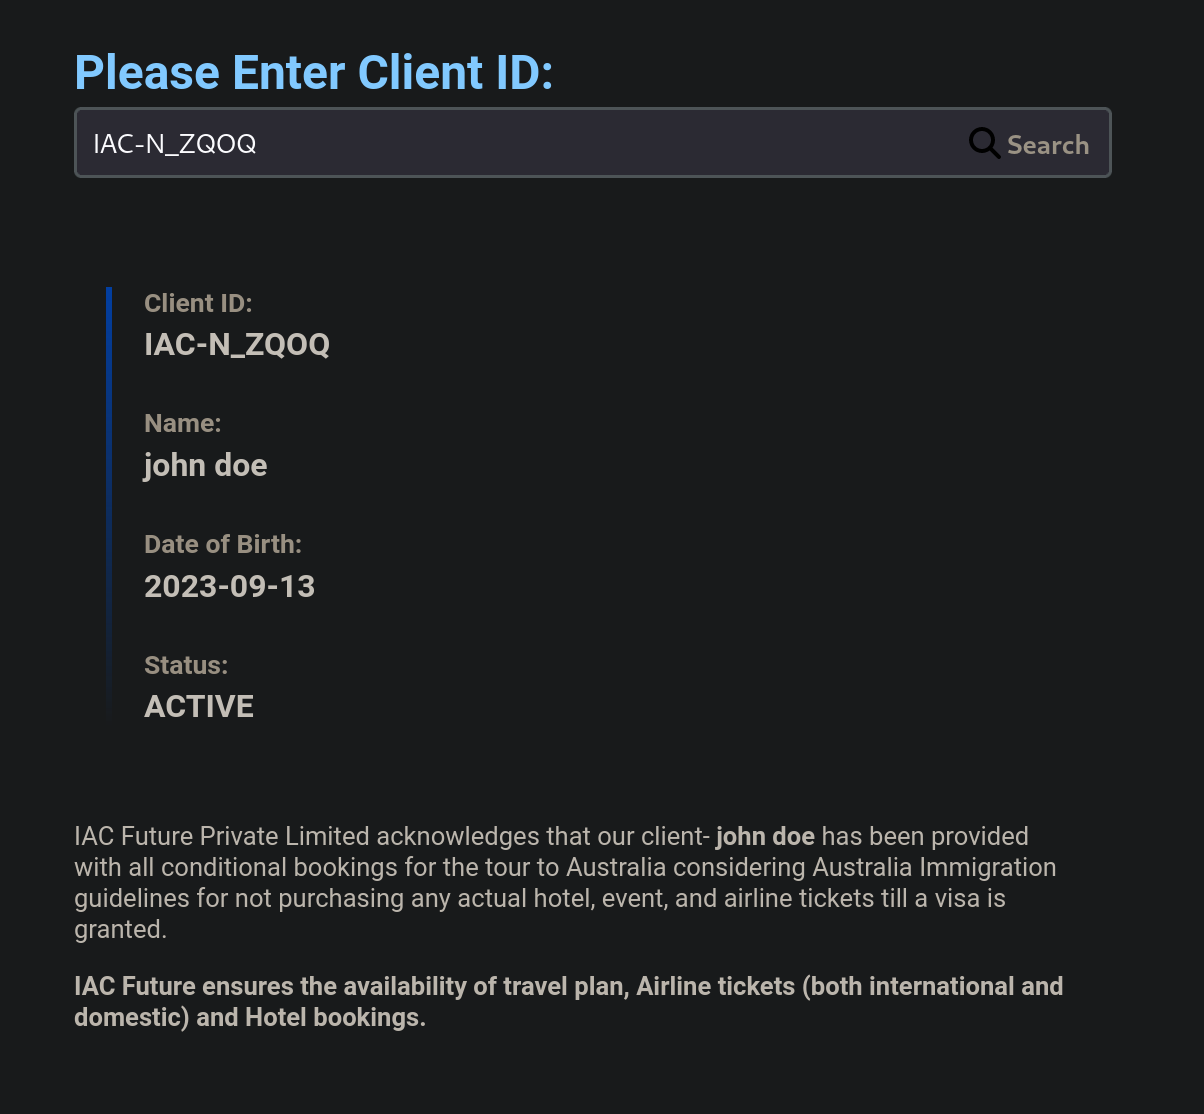 Please Enter Client ID:
IAC-N_ZQOQ
Search
Client ID:
IAC-N_ZQOQ
Name:
john doe
Date of Birth:
2023-09-13
Status:
ACTIVE
IAC Future Private Limited acknowledges that our client- john doe has been provided
with all conditional bookings for the tour to Australia considering Australia Immigration
guidelines for not purchasing any actual hotel, event, and airline tickets till a visa is
granted.
IAC Future ensures the availability of travel plan, Airline tickets (both international and
domestic) and Hotel bookings.